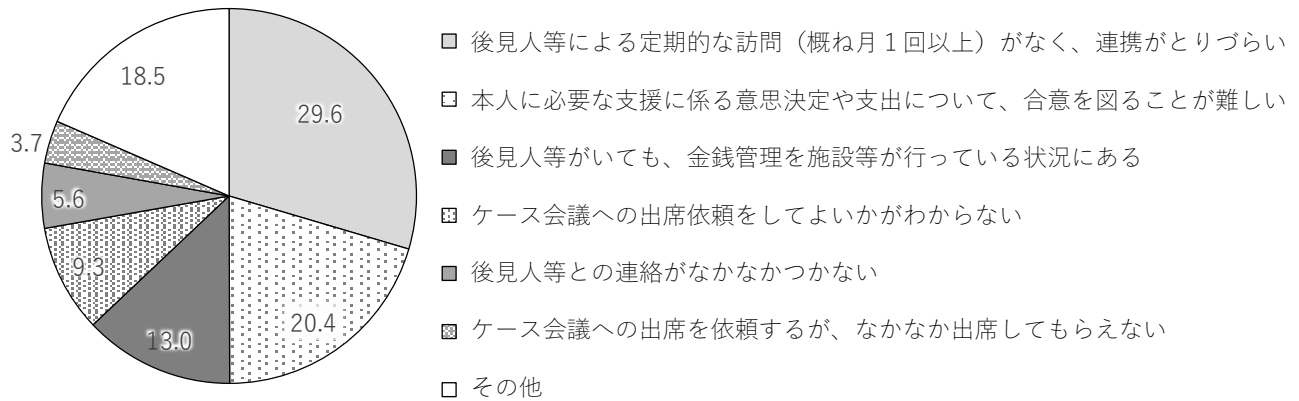 後見人等による定期的な訪問（概ね月１回以上）がなく、連携がとりづらい
本人に必要な支援に係る意思決定や支出について、合意を図ることが難しい
後見人等がいても、金銭管理を施設等が行っている状況にある
ケース会議への出席依頼をしてよいかがわからない
後見人等との連絡がなかなかつかない
ケース会議への出席を依頼するが、なかなか出席してもらえない
その他
29.6
20.4
13.0
9.3
5.6
3.7
18.5